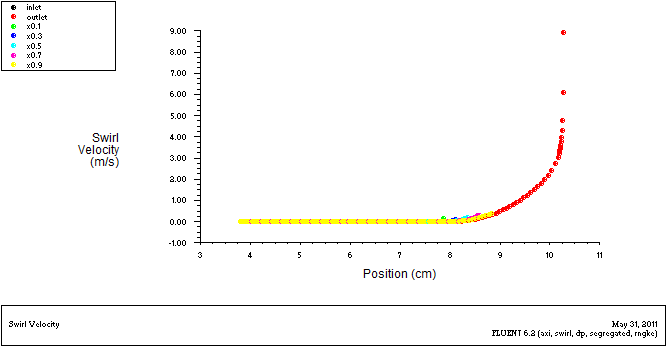 inlet
outlet
x0.1
x0.3
x0.5
x0.7
x0.9
9.00
8.00
7.00
6.00
5.00
4.00
3.00
2.00
1.00
0.00
-1.00
Swirl
Velocity
(m/s)
3 4 5 6 7 8 9 10 11
Position (cm)
Swirl Velocity
May 31, 2011
FLUENT 6.2 (axi, swirl, dp, segregated, rngke)